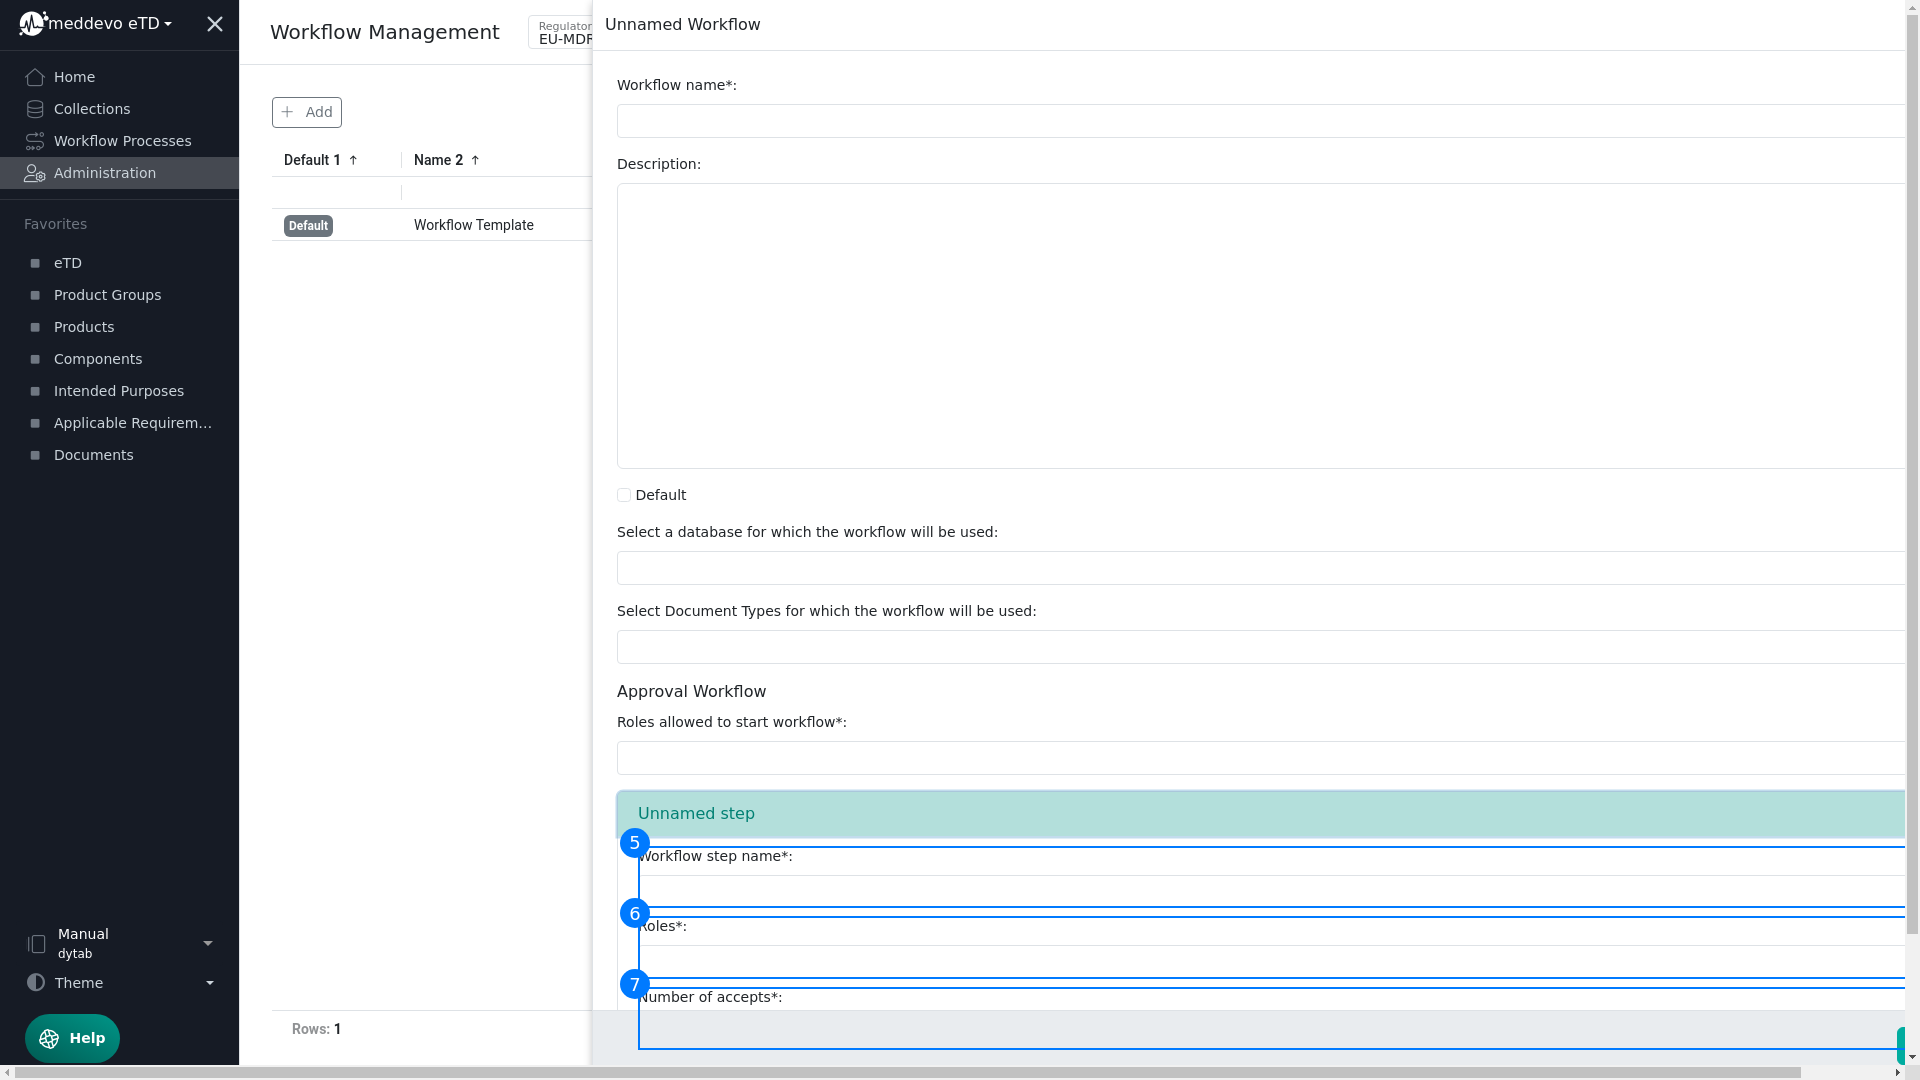 meddevo eTD
Home
Collections
Workflow Processes
Administration
Favorites
eTD
Product Groups
Products
Components
Intended Purposes
Applicable Requirem...
Documents
Manual
dytab
Theme
Help
Workflow Management
Regulator
EU-MDR
Add
Default 1 ↑
Name 2 ↑
Default
Workflow Template
Rows: 1
Unnamed Workflow
Workflow name*:
Description:
Default
Select a database for which the workflow will be used:
Select Document Types for which the workflow will be used:
Approval Workflow
Roles allowed to start workflow*:
Unnamed step
5
Workflow step name*:
6
Roles*:
7
Number of accepts*: